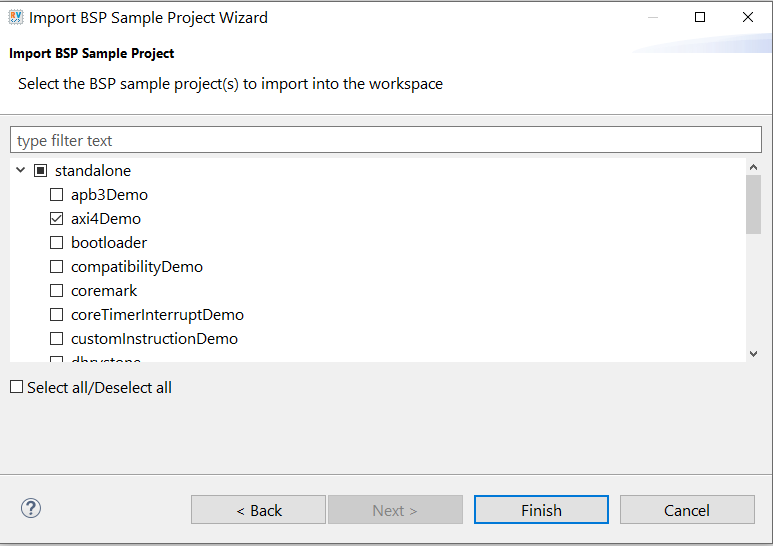 Import BSP Sample Project Wizard
Import BSP Sample Project
Select the BSP sample project(s) to import into the workspace
type filter text
standalone
apb3Demo
axi4Demo
bootloader
compatibilityDemo
coremark
coreTimerInterruptDemo
customInstructionDemo
dhrystone
Select all/Deselect all
< Back
Next >
Finish
Cancel